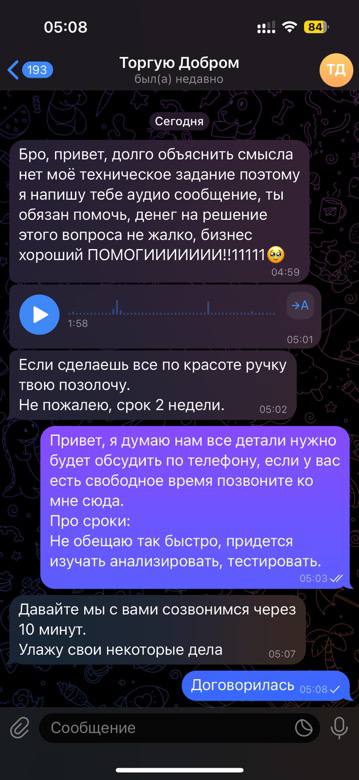 05:08
84
193
Торгую Добром
был(а) недавно
ТД
Сегодня
Бро, привет, долго объяснить смысла
нет моё техническое задание поэтому
я напишу тебе аудио сообщение, ты
обязан помочь, денег на решение
этого вопроса не жалко, бизнес
хороший ПОМОГИИИИИИИ!!11111🥹
04:59
→A
1:58
05:01
Если сделаешь все по красоте ручку
твою позолочу.
Не пожалею, срок 2 недели.
05:02
Привет, я думаю нам все детали нужно
будет обсудить по телефону, если у вас
есть свободное время позвоните ко
мне сюда.
Про сроки:
Не обещаю так быстро, придется
изучать анализировать, тестировать.
05:03
Давайте мы с вами созвонимся через
10 минут.
Улажу свои некоторые дела
05:07
Договорилась 05:08
Сообщение